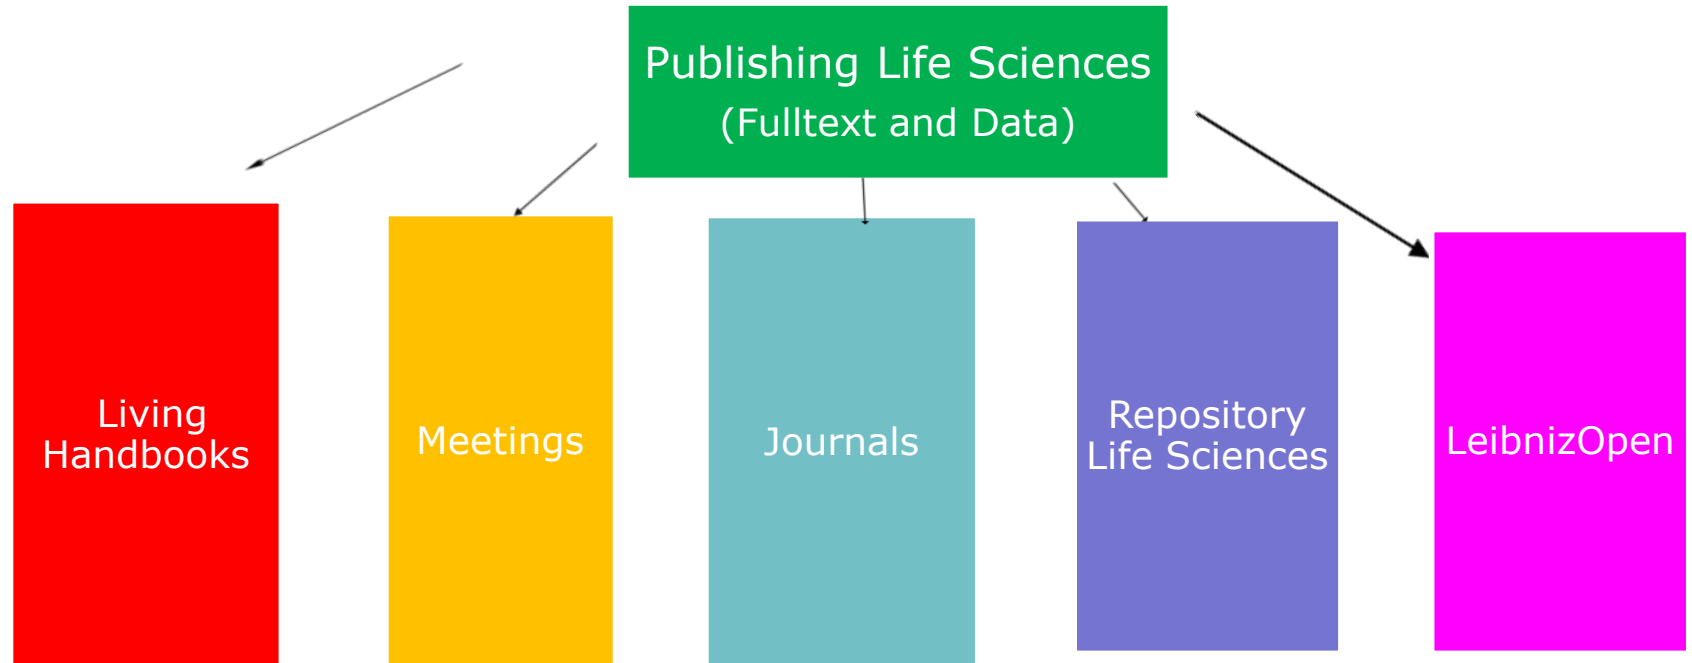 Publishing Life Sciences
(Fulltext and Data)
Living
Handbooks
Meetings
Journals
Repository
Life Sciences
LeibnizOpen